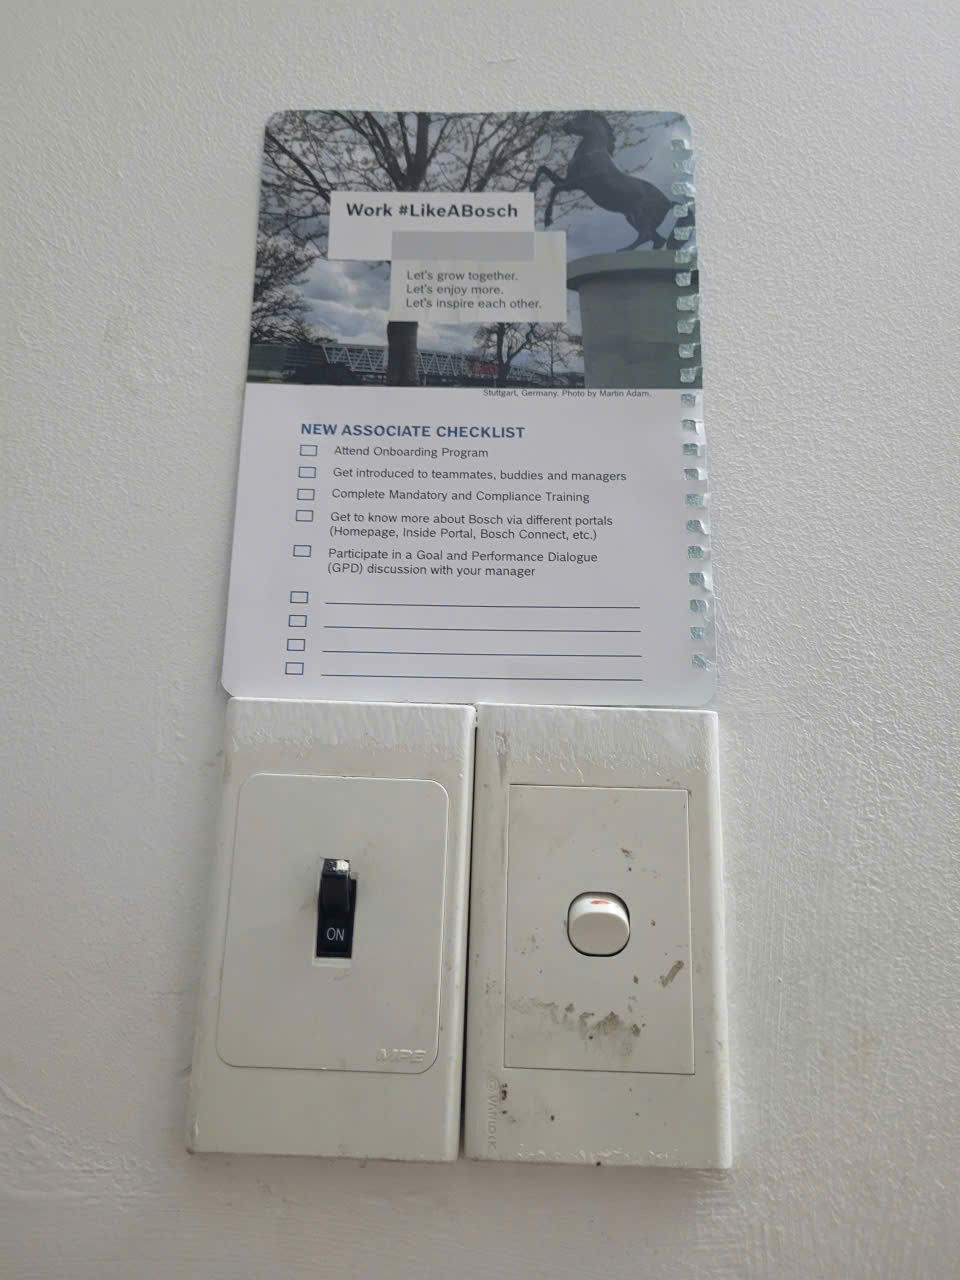 Work #LikeABosch
Let's grow together.
Let's enjoy more.
Let's inspire each other.
Stuttgart, Germany. Photo by Martin Adam.
NEW ASSOCIATE CHECKLIST
Attend Onboarding Program
Get introduced to teammates, buddies and managers
Complete Mandatory and Compliance Training
Get to know more about Bosch via different portals
(Homepage, Inside Portal, Bosch Connect, etc.)
Participate in a Goal and Performance Dialogue
(GPD) discussion with your manager
ON